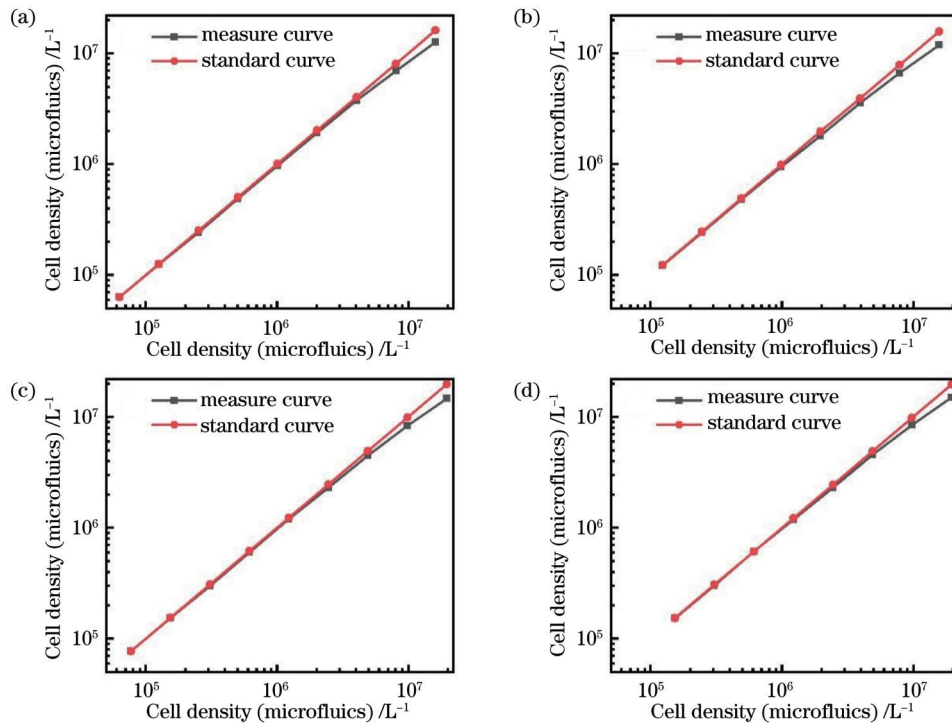 (a)
measure curve
standard curve
10⁷
10⁶
10⁵
Cell density (microfluics) /L⁻¹
10⁵ 10⁶ 10⁷
Cell density (microfluics) /L⁻¹
(b)
measure curve
standard curve
10⁷
10⁶
10⁵
Cell density (microfluics) /L⁻¹
10⁵ 10⁶ 10⁷
Cell density (microfluics) /L⁻¹
(c)
measure curve
standard curve
10⁷
10⁶
10⁵
Cell density (microfluics) /L⁻¹
10⁵ 10⁶ 10⁷
Cell density (microfluics) /L⁻¹
(d)
measure curve
standard curve
10⁷
10⁶
10⁵
Cell density (microfluics) /L⁻¹
10⁵ 10⁶ 10⁷
Cell density (microfluics) /L⁻¹